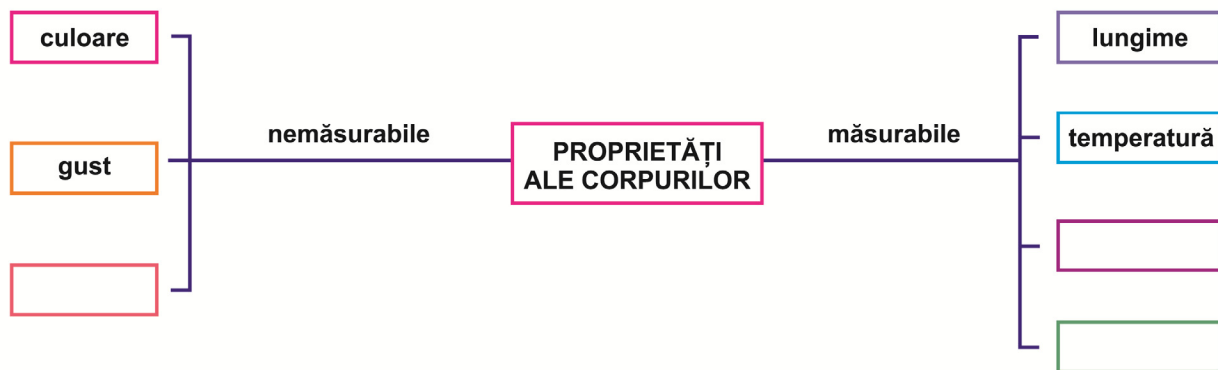 culoare
gust
nemăsurabile
PROPRIETĂȚI
ALE CORPURILOR
măsurabile
lungime
temperatură